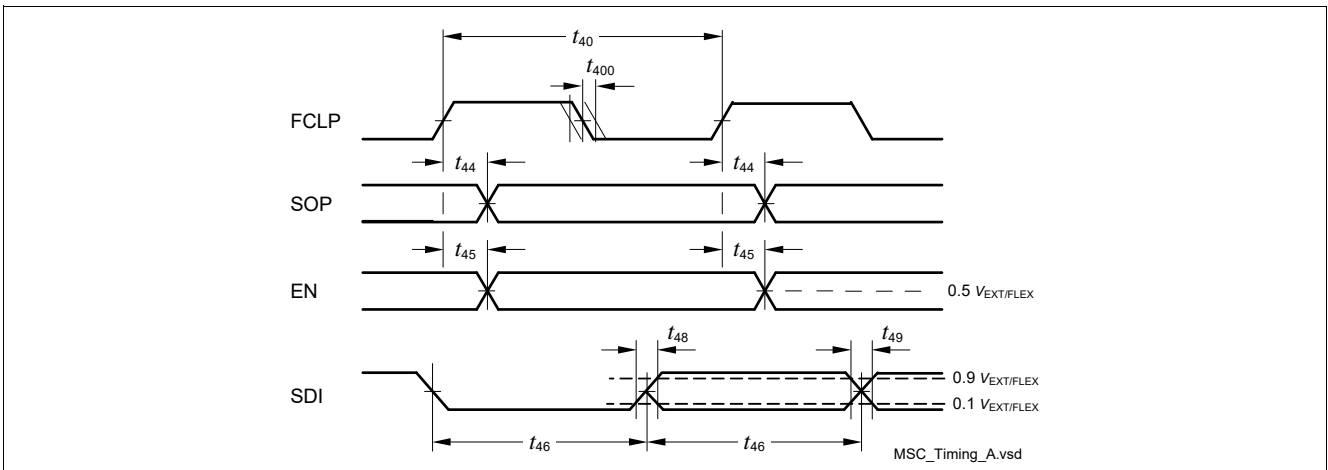 t40
t400
FCLP
t44 t44
SOP
t45 t45
EN
0.5 VEXT/FLEX
t48 t49
0.9 VEXT/FLEX
SDI
0.1 VEXT/FLEX
t46 t46
MSC_Timing_A.vsd